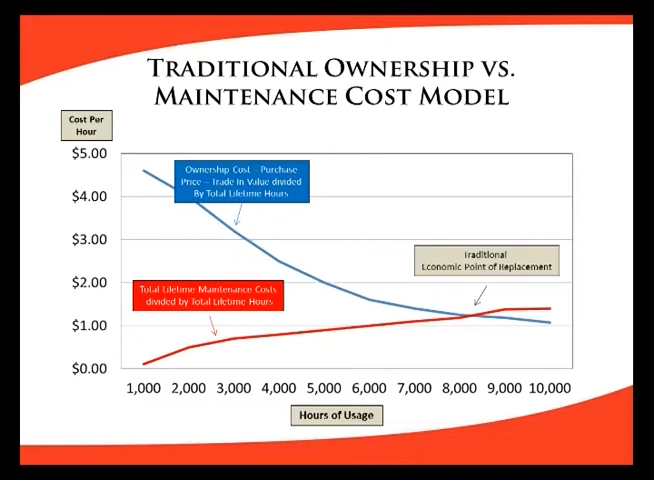 TRADITIONAL OWNERSHIP VS.
MAINTENANCE COST MODEL
Cost Per
Hour
$5.00
$4.00
$3.00
$2.00
$1.00
$0.00
Ownership Cost – Purchase
Price – Trade In Value divided
By Total Lifetime Hours
Traditional
Economic Point of Replacement
Total Lifetime Maintenance Costs
divided by Total Lifetime Hours
1,000 2,000 3,000 4,000 5,000 6,000 7,000 8,000 9,000 10,000
Hours of Usage